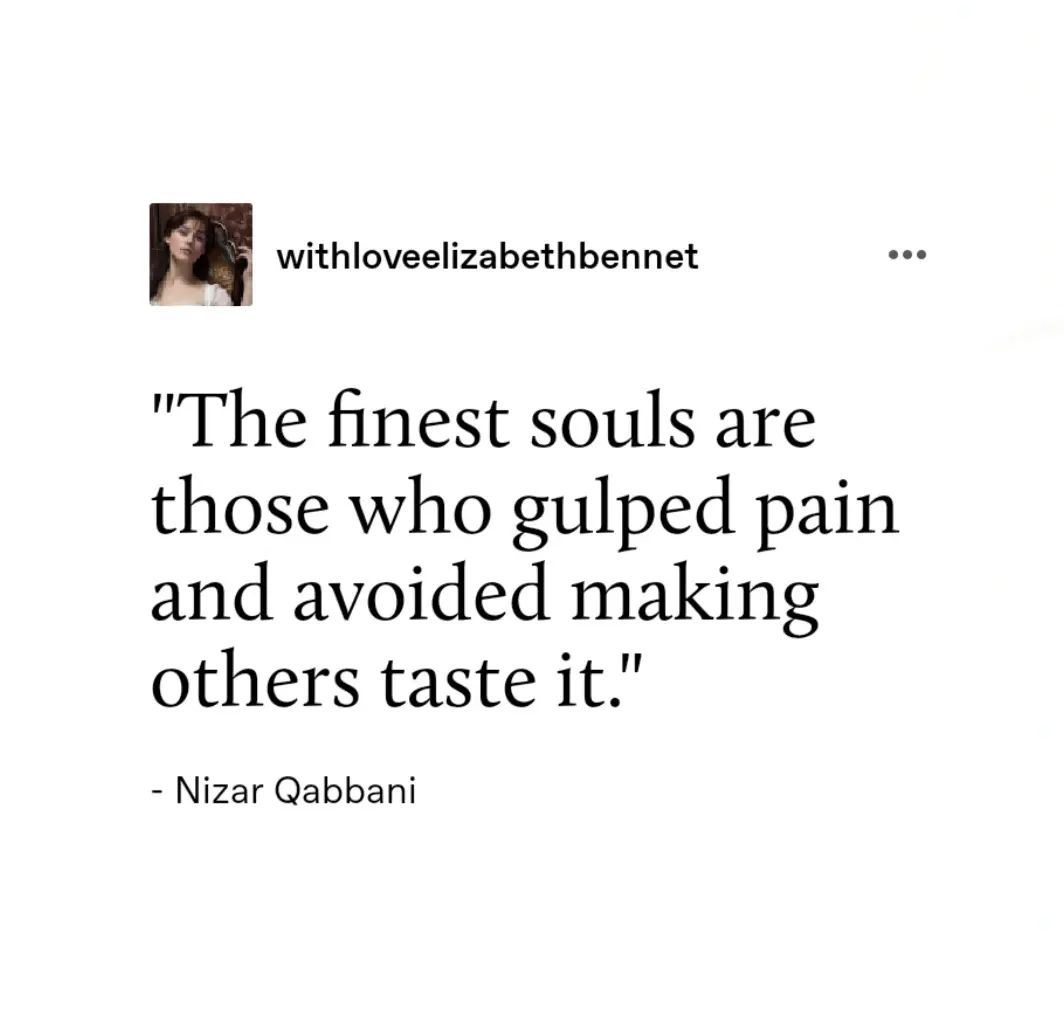 withloveelizabethbennet
"The finest souls are
those who gulped pain
and avoided making
others taste it."
- Nizar Qabbani